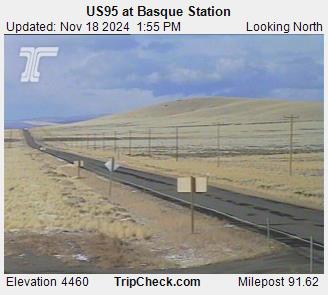 US95 at Basque Station
Updated: Nov 18 2024 1:55 PM Looking North
Elevation 4460 TripCheck.com Milepost 91.62